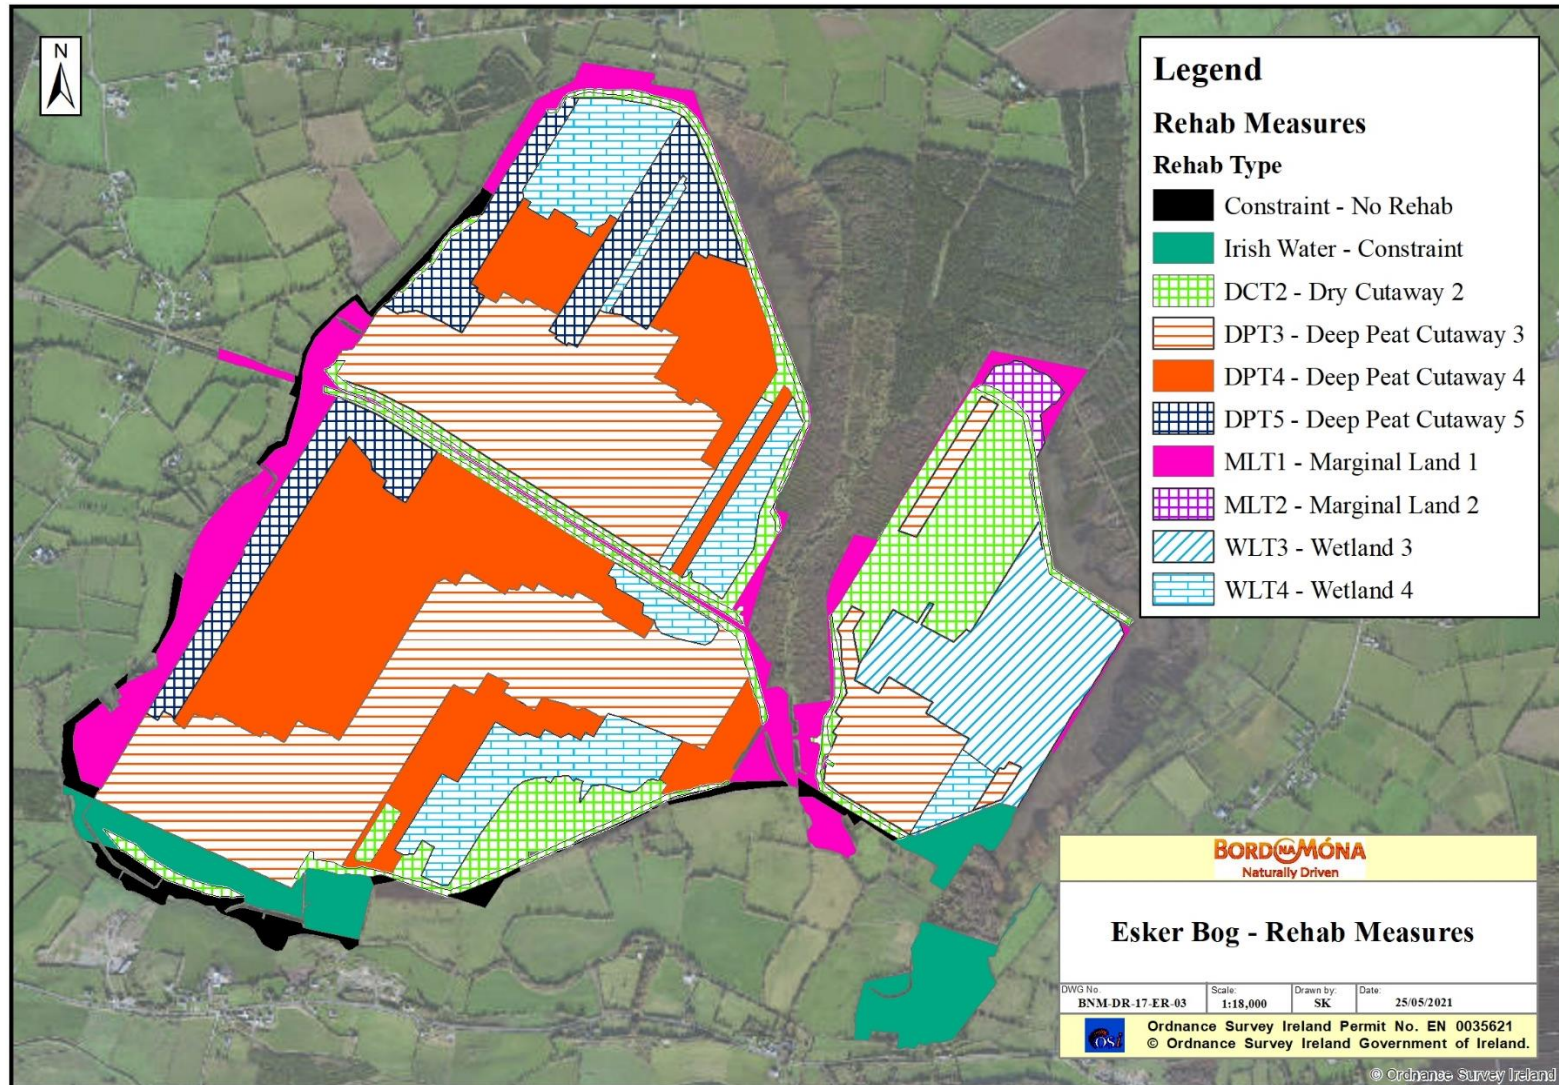 N
Legend
Rehab Measures
Rehab Type
Constraint - No Rehab
Irish Water - Constraint
DCT2 - Dry Cutaway 2
DPT3 - Deep Peat Cutaway 3
DPT4 - Deep Peat Cutaway 4
DPT5 - Deep Peat Cutaway 5
MLT1 - Marginal Land 1
MLT2 - Marginal Land 2
WLT3 - Wetland 3
WLT4 - Wetland 4
BORD NA MÓNA
Naturally Driven
Esker Bog - Rehab Measures
DWG No. Scale: Drawn by: Date:
BNM-DR-17-ER-03 1:18,000 SK 25/05/2021
OSi
Ordnance Survey Ireland Permit No. EN 0035621
© Ordnance Survey Ireland Government of Ireland.
© Ordnance Survey Ireland